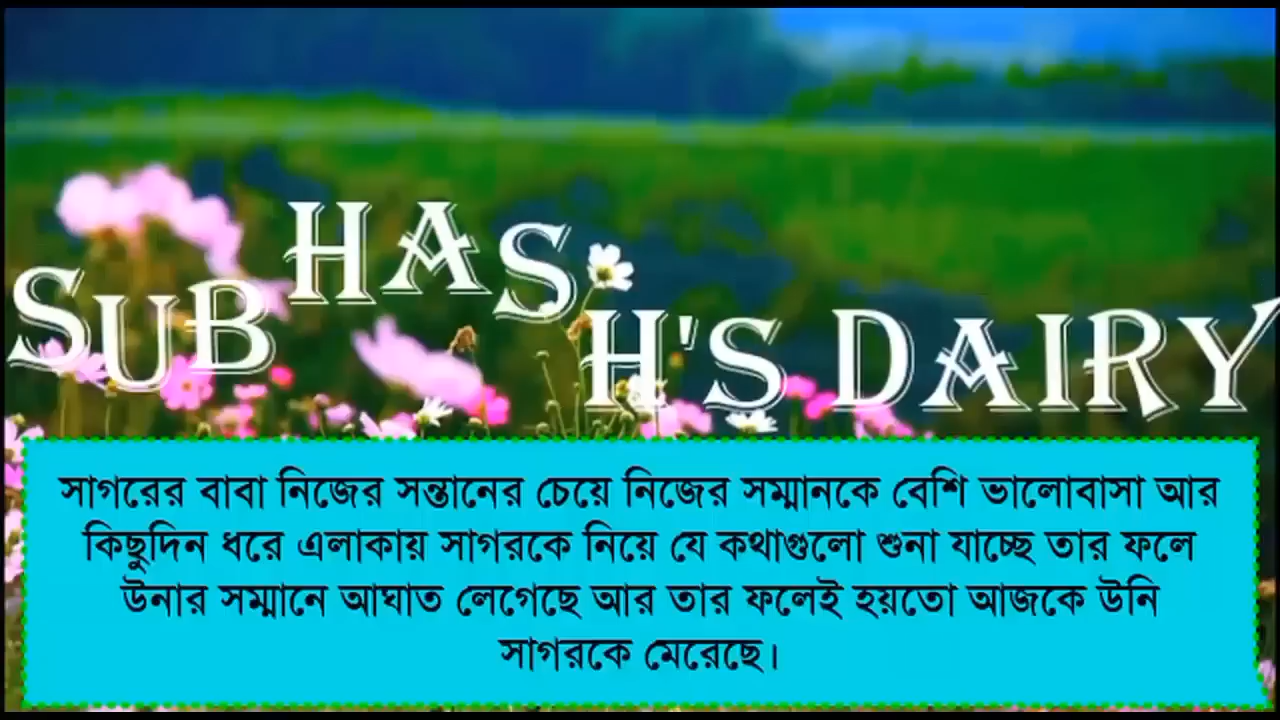 SUBHASH'S DAIRY
সাগরের বাবা নিজের সন্তানের চেয়ে নিজের সম্মানকে বেশি ভালোবাসা আর
কিছুদিন ধরে এলাকায় সাগরকে নিয়ে যে কথাগুলো শুনা যাচ্ছে তার ফলে
উনার সম্মানে আঘাত লেগেছে আর তার ফলেই হয়তো আজকে উনি
সাগরকে মেরেছে।